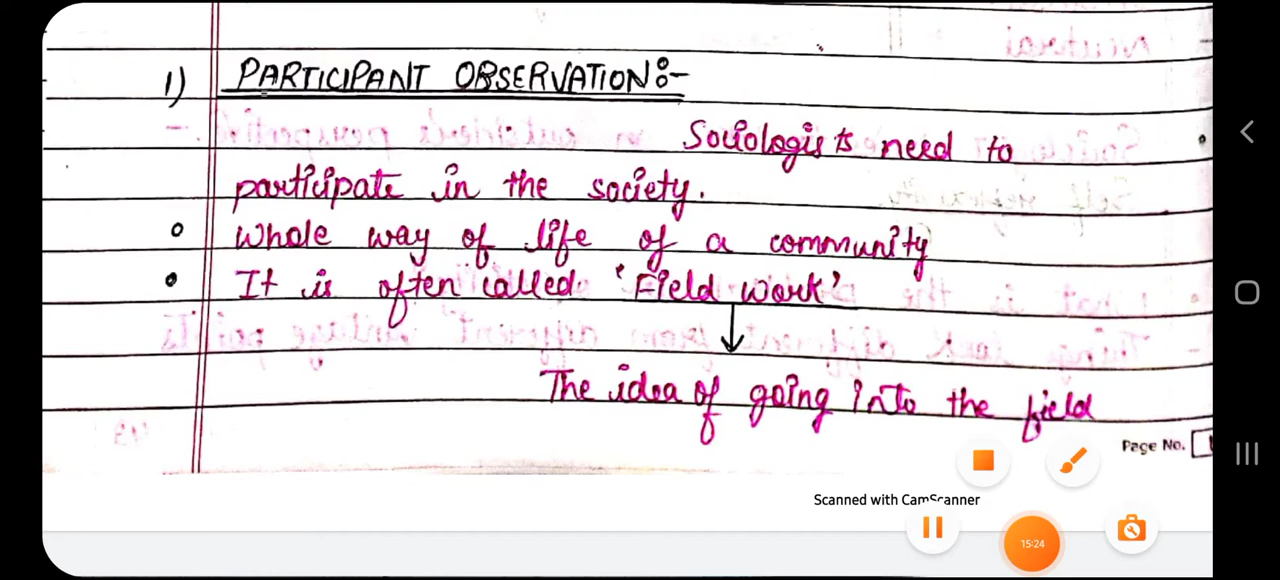 1) PARTICIPANT OBSERVATION:-
Sociologists need to
participate in the society.
Whole way of life of a community
It is often called 'Field work'
The idea of going into the field
Page No.
Scanned with CamScanner
15:24